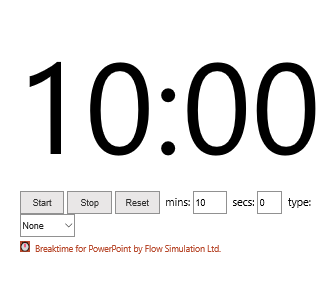 10:00
Start Stop Reset mins: 10 secs: 0 type:
None
Breaktime for PowerPoint by Flow Simulation Ltd.